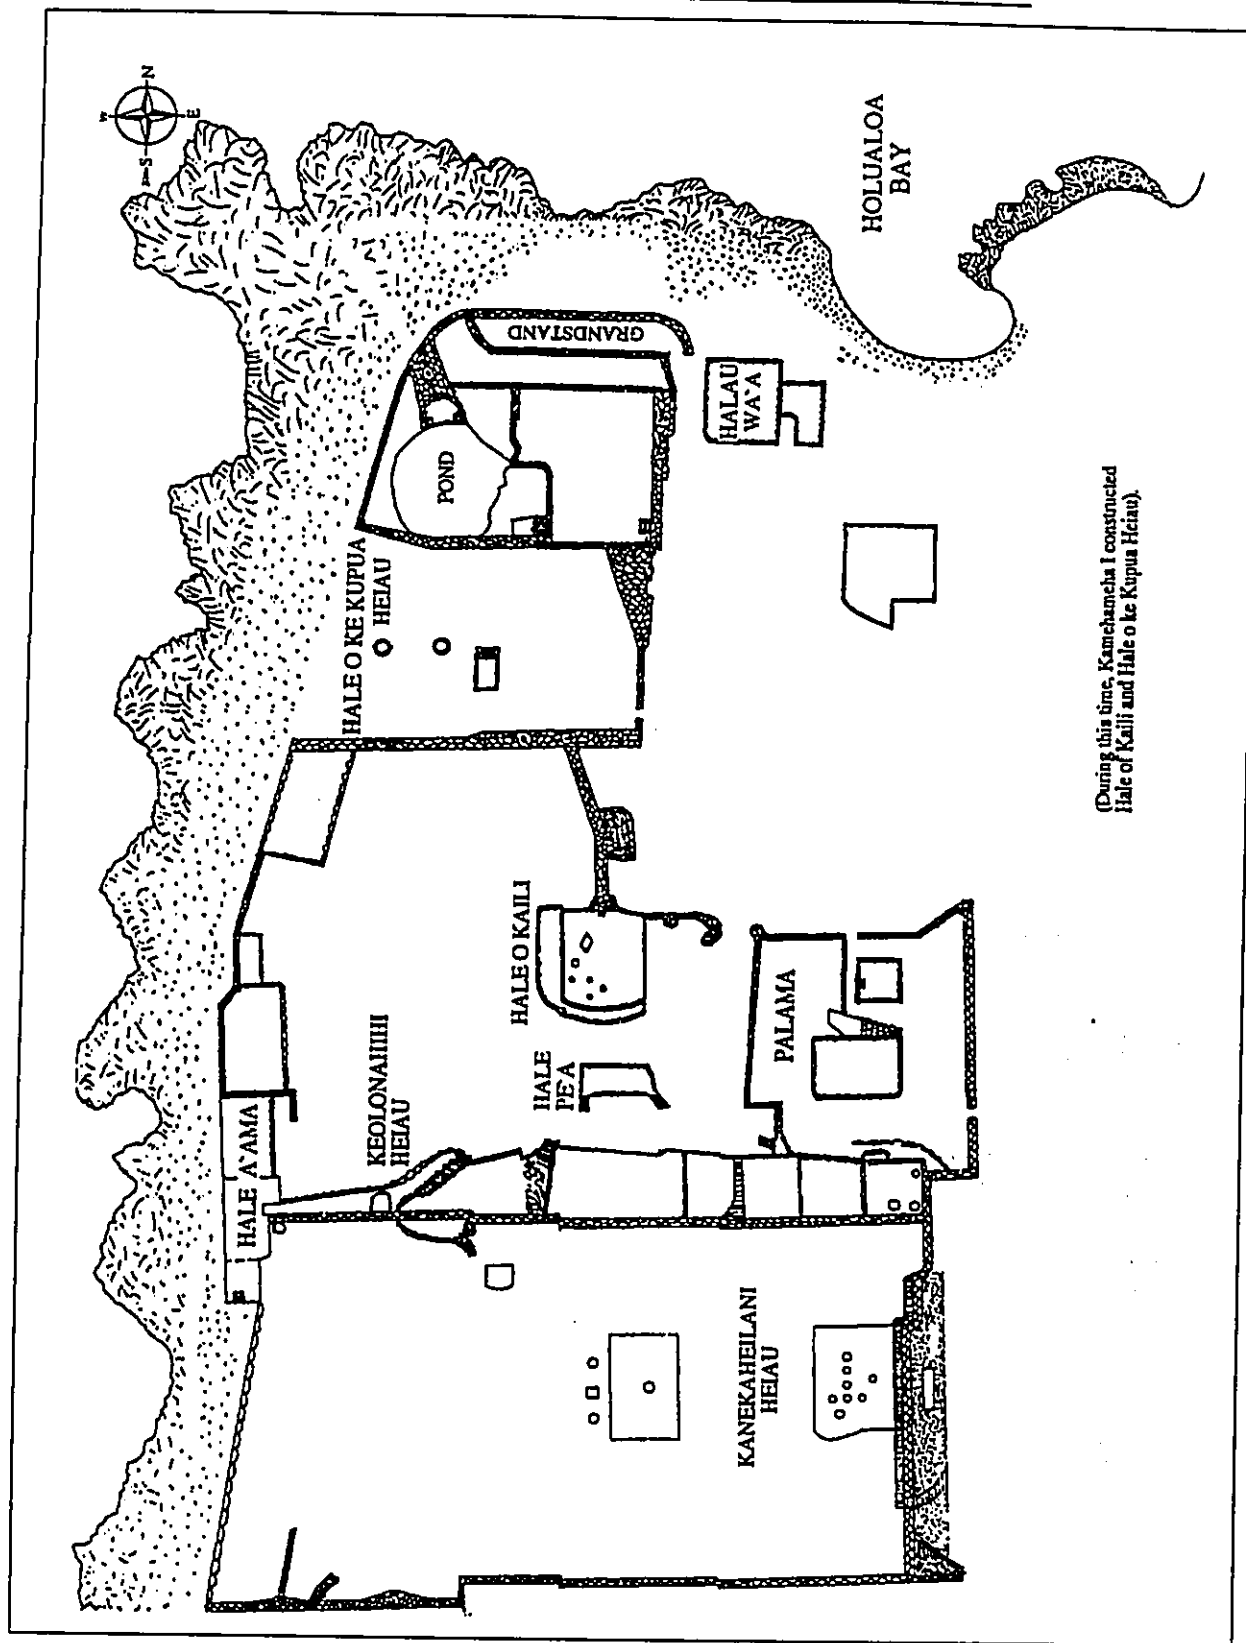 W
N
S
E
A
HOLUALOA
BAY
GRANDSTAND
HALAU
WA`A
POND
HALE O KE KUPUA
HEIAU
HALE O KAILI
HALE
PE`A
PALAMA
KEOLONAHIHI
HEIAU
HALE A`AMA
KANEKAHEILANI
HEIAU
(During this time, Kamehameha I constructed
Hale of Kaili and Hale o ke Kupua Heiau).